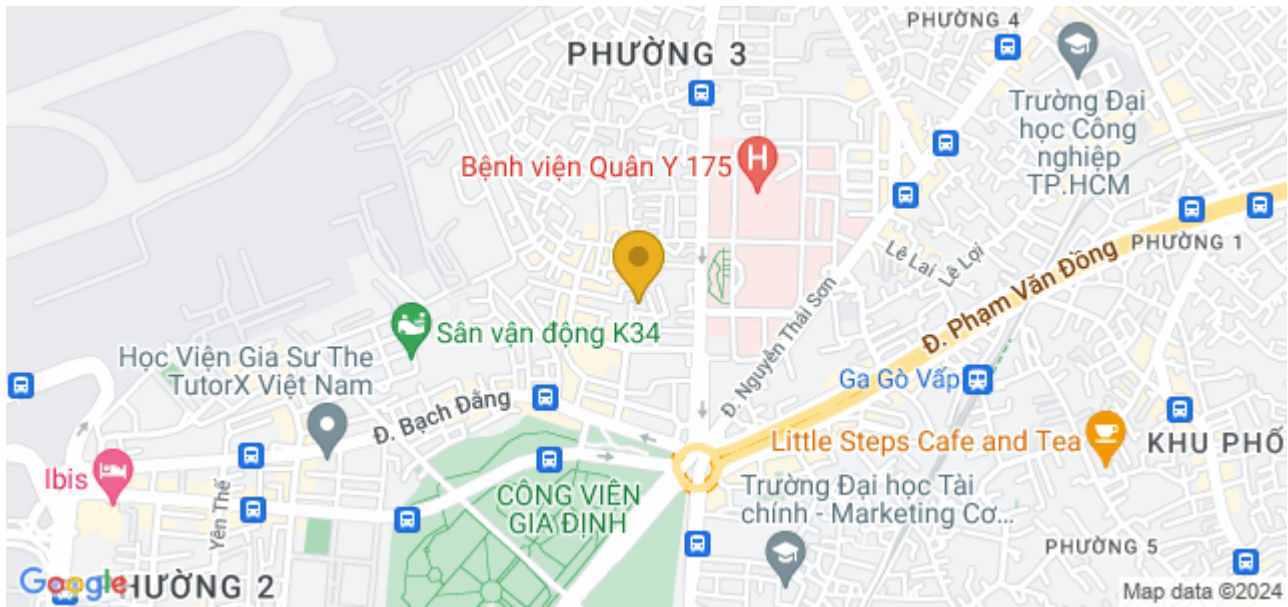 PHƯỜNG 4
PHƯỜNG 3
Trường Đại
học Công
nghiệp
TP.HCM
Bệnh viện Quân Y 175
PHƯỜNG 1
Lê Lai
Lê Lợi
Đ. Phạm Văn Đồng
Đ. Nguyễn Thái Sơn
Sân vận động K34
Học Viện Gia Sư The
TutorX Việt Nam
Ga Gò Vấp
Đ. Bạch Đằng
Little Steps Cafe and Tea
KHU PHỐ
Ibis
Yên Thế
CÔNG VIÊN
GIA ĐỊNH
Trường Đại học Tài
chính - Marketing Cơ...
PHƯỜNG 5
Google
HƯỜNG 2
Map data ©2024